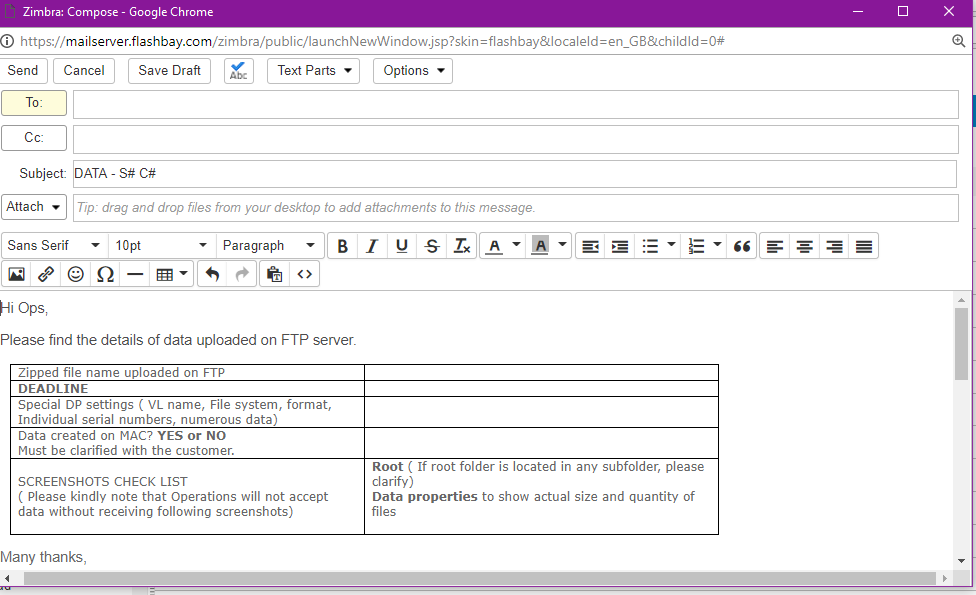 Zimbra: Compose - Google Chrome
https://mailserver.flashbay.com/zimbra/public/launchNewWindow.jsp?skin=flashbay&localeId=en_GB&childId=0#
Send Cancel Save Draft Abc Text Parts Options
To:
Cc:
Subject: DATA - S# C#
Attach Tip: drag and drop files from your desktop to add attachments to this message.
Sans Serif 10pt Paragraph B I U S Tx A A
Ω
Hi Ops,
Please find the details of data uploaded on FTP server.
Zipped file name uploaded on FTP
DEADLINE
Special DP settings ( VL name, File system, format,
Individual serial numbers, numerous data)
Data created on MAC? YES or NO
Must be clarified with the customer.
SCREENSHOTS CHECK LIST
( Please kindly note that Operations will not accept
data without receiving following screenshots)
Root ( If root folder is located in any subfolder, please
clarify)
Data properties to show actual size and quantity of
files
Many thanks,